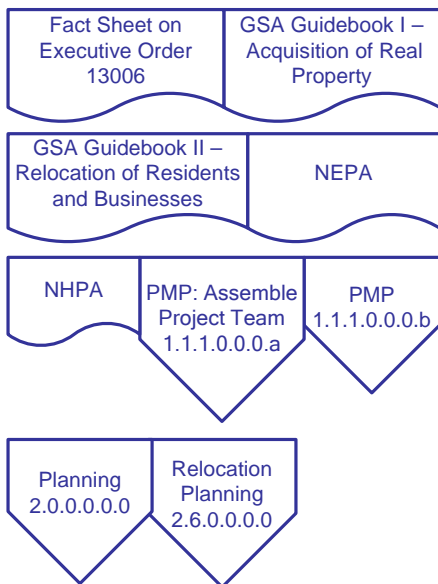 Fact Sheet on
Executive Order
13006
GSA Guidebook I –
Acquisition of Real
Property
GSA Guidebook II –
Relocation of Residents
and Businesses
NEPA
NHPA
PMP: Assemble
Project Team
1.1.1.0.0.0.a
PMP
1.1.1.0.0.0.b
Planning
2.0.0.0.0.0
Relocation
Planning
2.6.0.0.0.0